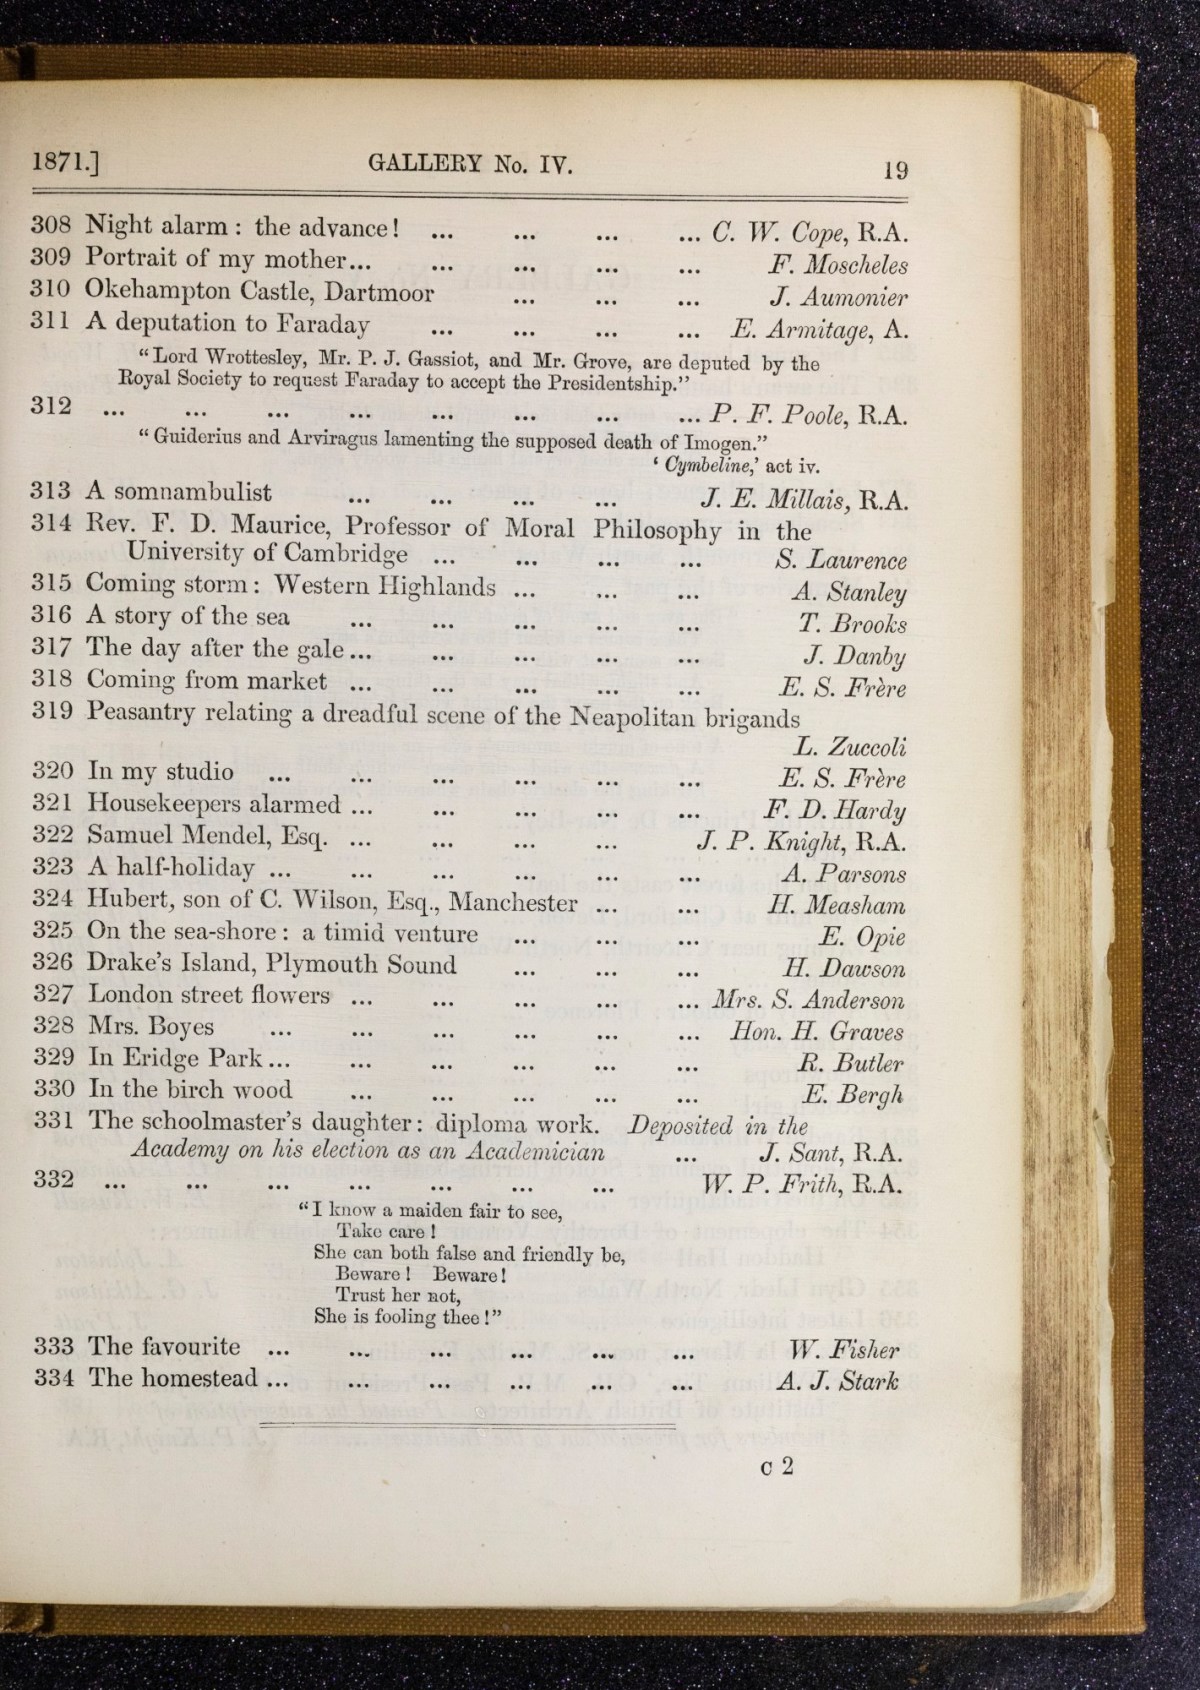 1871.] GALLERY No. IV. 19
308 Night alarm : the advance ! ... ... ... ... C. W. Cope, R.A.
309 Portrait of my mother... ... ... ... ... F. Moscheles
310 Okehampton Castle, Dartmoor ... ... ... J. Aumonier
311 A deputation to Faraday ... ... ... ... E. Armitage, A.
“Lord Wrottesley, Mr. P. J. Gassiot, and Mr. Grove, are deputed by the
Royal Society to request Faraday to accept the Presidentship.”
312 ... ... ... ... ... ... ... ... P. F. Poole, R.A.
“Guiderius and Arviragus lamenting the supposed death of Imogen.”
‘Cymbeline,’ act iv.
313 A somnambulist ... ... ... ... J. E. Millais, R.A.
314 Rev. F. D. Maurice, Professor of Moral Philosophy in the
University of Cambridge ... ... ... ... S. Laurence
315 Coming storm : Western Highlands ... ... ... A. Stanley
316 A story of the sea ... ... ... ... ... T. Brooks
317 The day after the gale... ... ... ... ... J. Danby
318 Coming from market ... ... ... ... ... E. S. Frère
319 Peasantry relating a dreadful scene of the Neapolitan brigands
L. Zuccoli
320 In my studio ... ... ... ... ... ... E. S. Frère
321 Housekeepers alarmed ... ... ... ... ... F. D. Hardy
322 Samuel Mendel, Esq. ... ... ... ... J. P. Knight, R.A.
323 A half-holiday ... ... ... ... ... ... A. Parsons
324 Hubert, son of C. Wilson, Esq., Manchester ... ... H. Measham
325 On the sea-shore : a timid venture ... ... ... E. Opie
326 Drake’s Island, Plymouth Sound ... ... ... H. Dawson
327 London street flowers ... ... ... ... ... Mrs. S. Anderson
328 Mrs. Boyes ... ... ... ... ... ... Hon. H. Graves
329 In Eridge Park... ... ... ... ... ... R. Butler
330 In the birch wood ... ... ... ... ... E. Bergh
331 The schoolmaster’s daughter : diploma work. Deposited in the
Academy on his election as an Academician ... J. Sant, R.A.
332 ... ... ... ... ... ... ... W. P. Frith, R.A.
“I know a maiden fair to see,
Take care !
She can both false and friendly be,
Beware ! Beware !
Trust her not,
She is fooling thee !”
333 The favourite ... ... ... ... ... ... W. Fisher
334 The homestead ... ... ... ... ... ... A. J. Stark
C 2